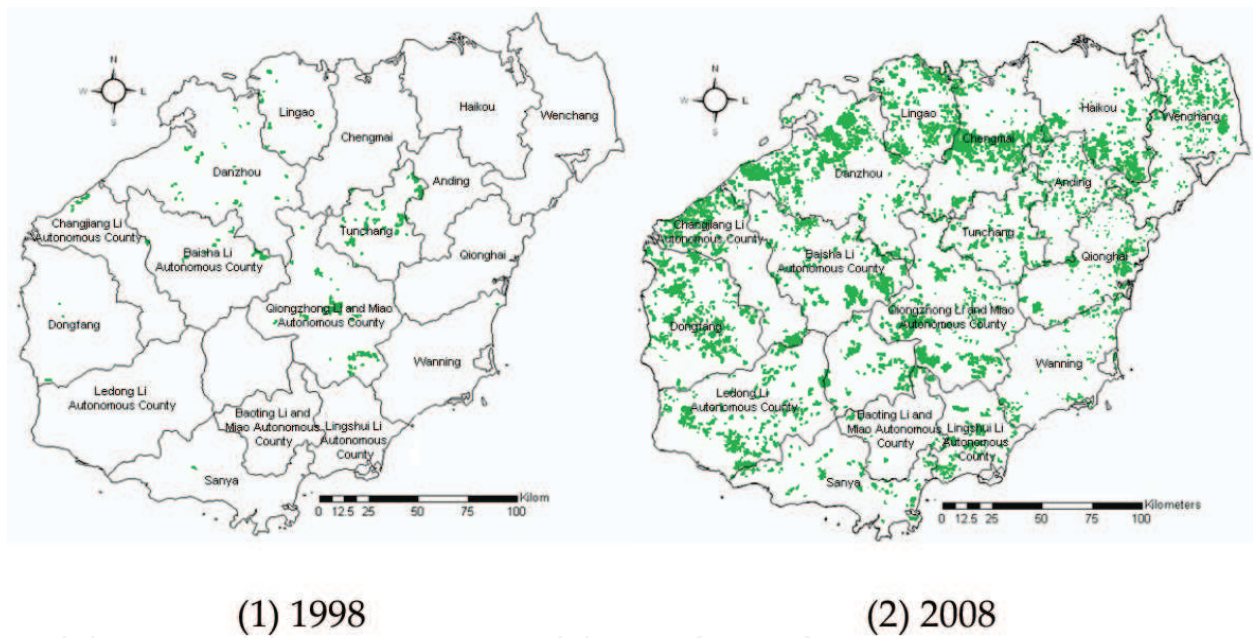 N
W
E
S
Lingao
Haikou
Wenchang
Chengmai
Danzhou
Anding
Changjiang Li
Autonomous County
Tunchang
Baisha Li
Autonomous County
Qionghai
Qiongzhong Li and Miao
Autonomous County
Dongfang
Wanning
Ledong Li
Autonomous County
Baoting Li and
Miao Autonomous
County
Lingshui Li
Autonomous
County
Sanya
Kilom
0 12.5 25 50 75 100
(1) 1998
N
W
E
S
Lingao
Haikou
Wenchang
Chengmai
Danzhou
Anding
Changjiang Li
Autonomous County
Tunchang
Baisha Li
Autonomous County
Qionghai
Qiongzhong Li and Miao
Autonomous County
Dongfang
Wanning
Ledong Li
Autonomous County
Baoting Li and
Miao Autonomous
County
Lingshui Li
Autonomous
County
Sanya
Kilometers
0 12.5 25 50 75 100
(2) 2008